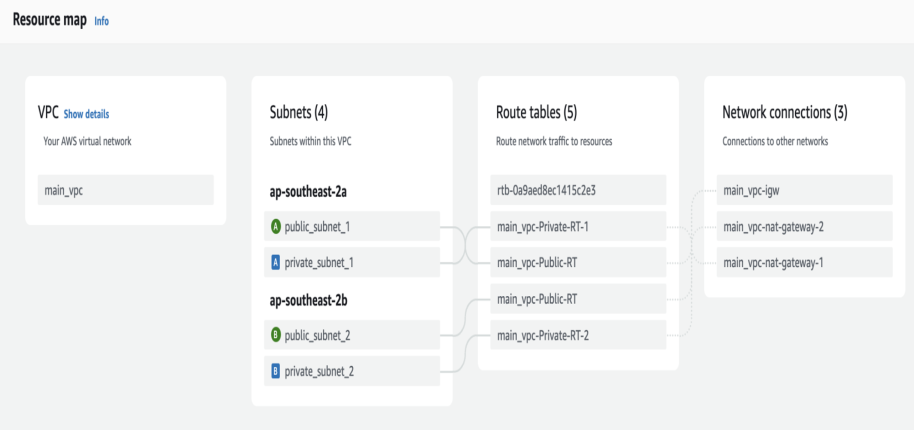 Resource map Info
VPC Show details
Your AWS virtual network
main_vpc
Subnets (4)
Subnets within this VPC
ap-southeast-2a
A public_subnet_1
A private_subnet_1
ap-southeast-2b
B public_subnet_2
B private_subnet_2
Route tables (5)
Route network traffic to resources
rtb-0a9aed8ec1415c2e3
main_vpc-Private-RT-1
main_vpc-Public-RT
main_vpc-Public-RT
main_vpc-Private-RT-2
Network connections (3)
Connections to other networks
main_vpc-igw
main_vpc-nat-gateway-2
main_vpc-nat-gateway-1